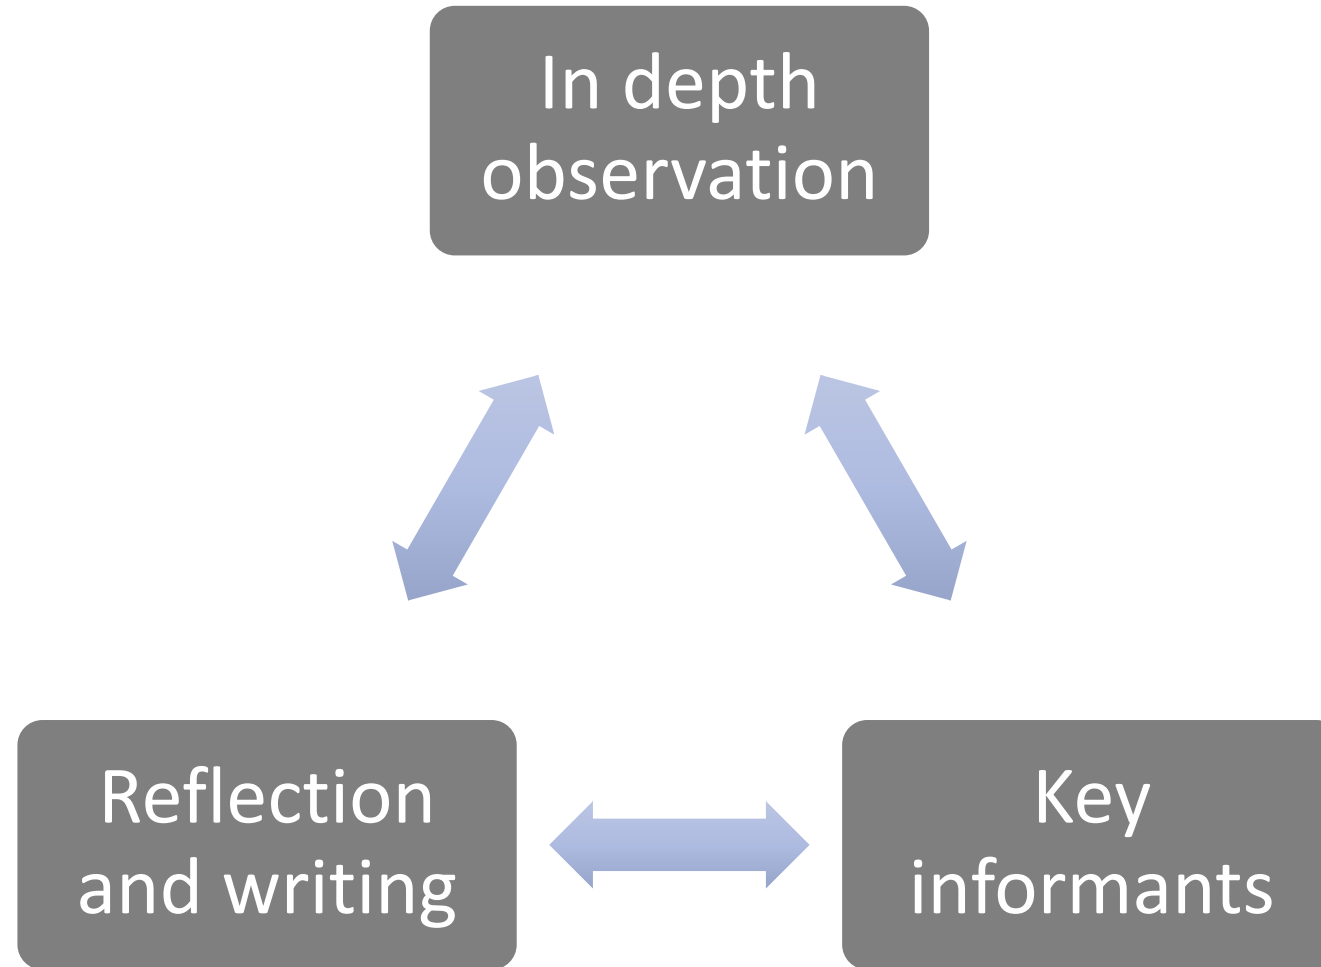 In depth
observation
Reflection
and writing
Key
informants